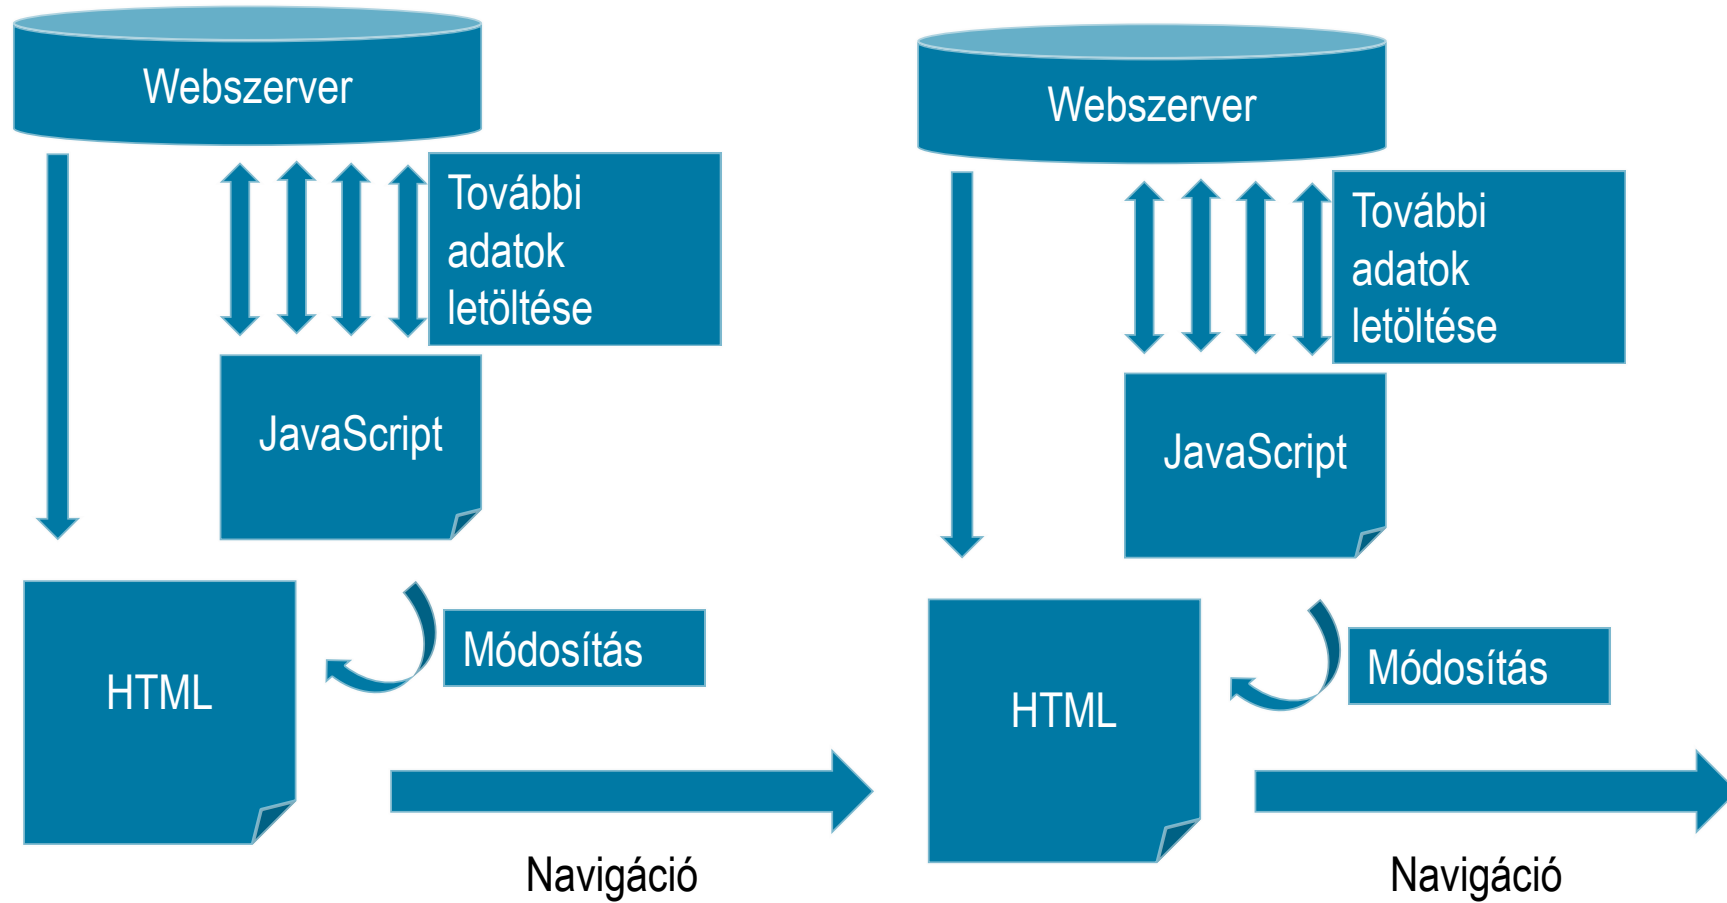 Webszerver
További
adatok
letöltése
JavaScript
Módosítás
HTML
Navigáció
Webszerver
További
adatok
letöltése
JavaScript
Módosítás
HTML
Navigáció